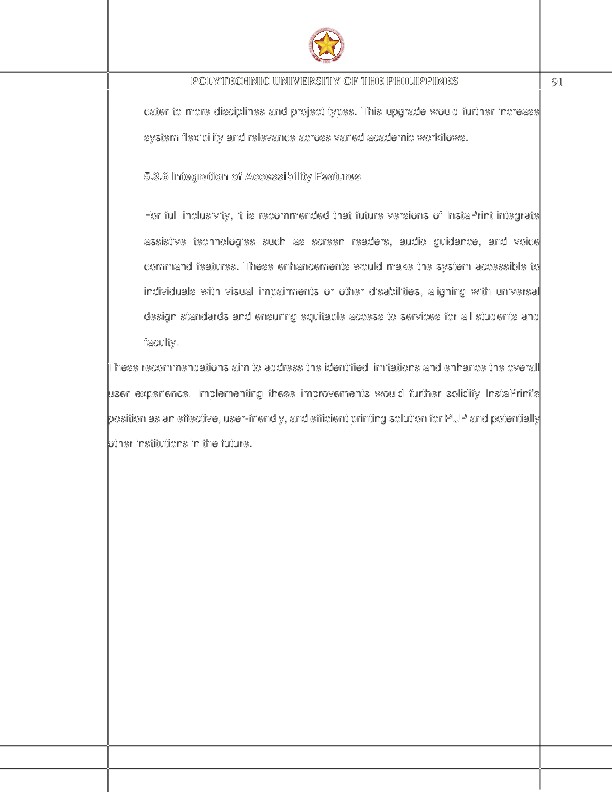 POLYTECHNIC UNIVERSITY OF THE PHILIPPINES
91
cater to more disciplines and project types. This upgrade would further increase
system flexibility and relevance across varied academic workflows.
Integration of Accessibility Features
For full inclusivity, it is recommended that future versions of InstaPrint integrate
assistive technologies such as screen readers, audio guidance, and voice
command features. These enhancements would make the system accessible to
individuals with visual impairments or other disabilities, aligning with universal
design standards and ensuring equitable access to services for all students and
faculty.
These recommendations aim to address the identified limitations and enhance the overall
user experience. Implementing these improvements would further solidify InstaPrint's
position as an effective, user-friendly, and efficient printing solution for PUP and potentially
other institutions in the future.